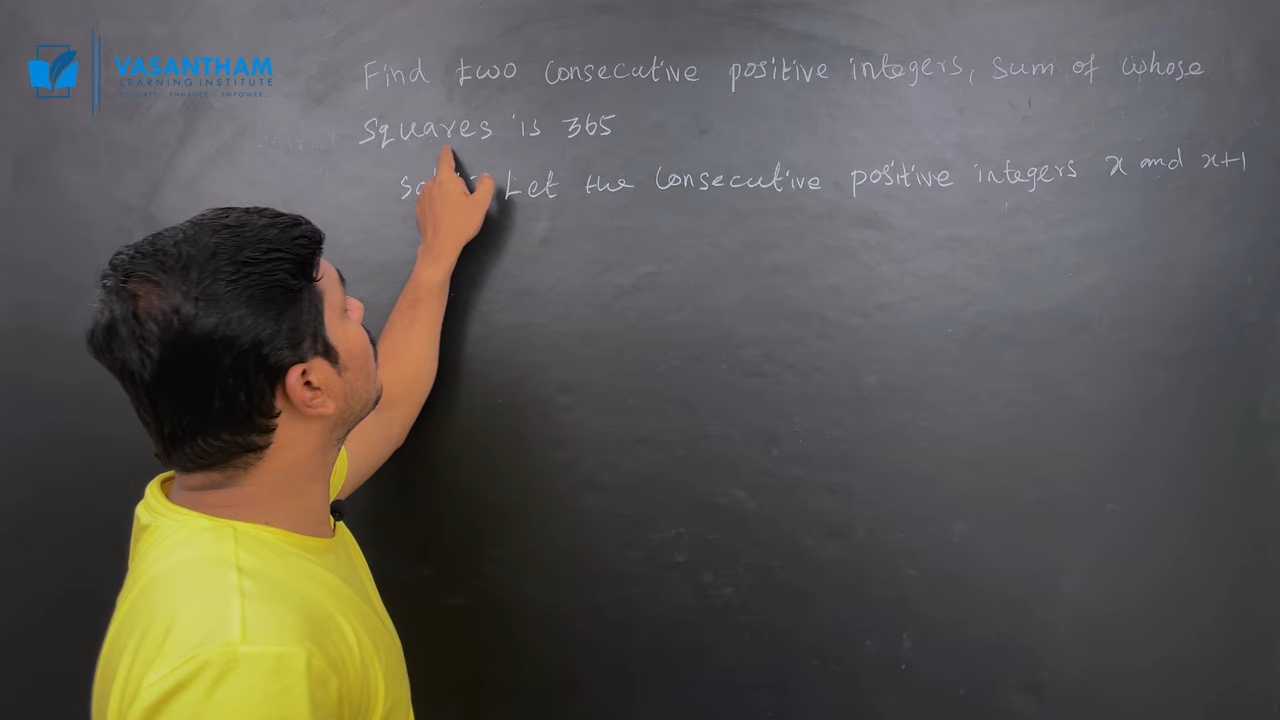 VASANTHAM
LEARNING INSTITUTE
Find two consecutive positive integers, sum of whose
squares is 365
Let the consecutive positive integers x and x+1